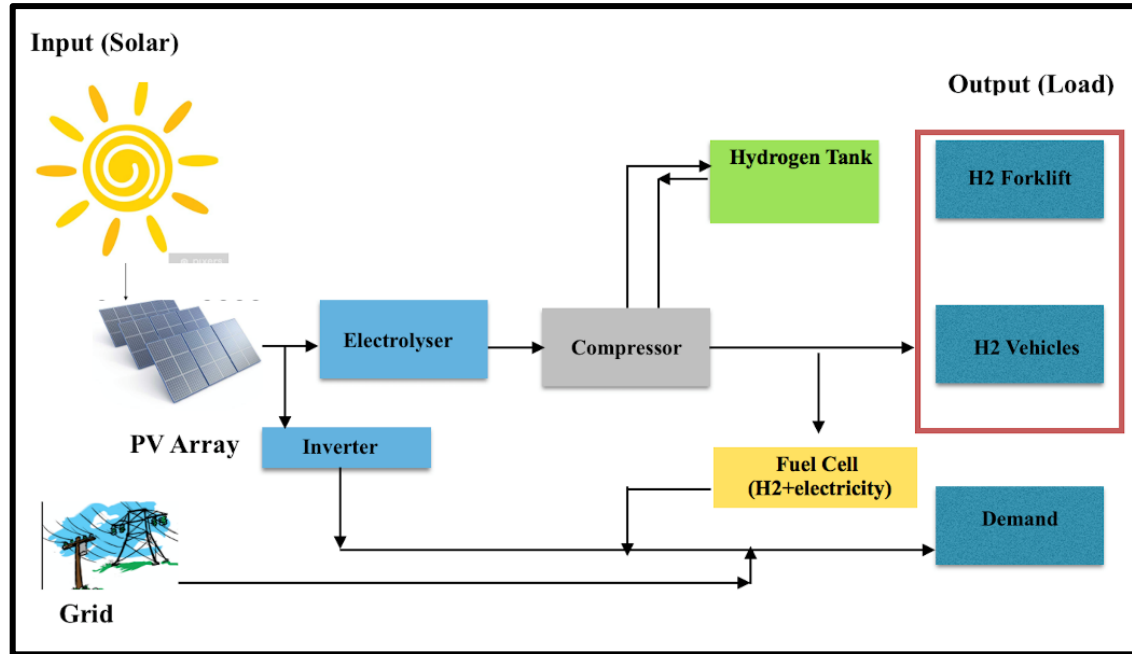 Input (Solar)
Output (Load)
Hydrogen Tank
H2 Forklift
Electrolyser
Compressor
H2 Vehicles
PV Array
Inverter
Fuel Cell
(H2+electricity)
Demand
Grid